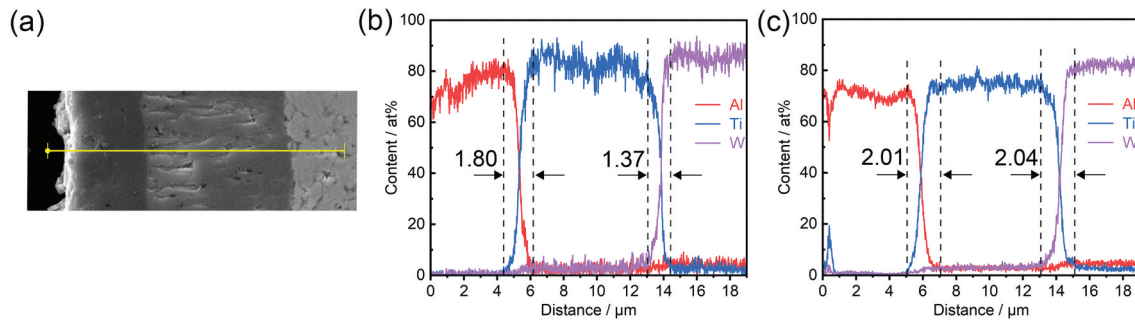 (a)
(b)
Content / at%
100
80
60
40
20
0
1.80
1.37
Al
Ti
W
0 2 4 6 8 10 12 14 16 18
Distance / μm
(c)
Content / at%
100
80
60
40
20
0
2.01
2.04
Al
Ti
W
0 2 4 6 8 10 12 14 16 18
Distance / μm